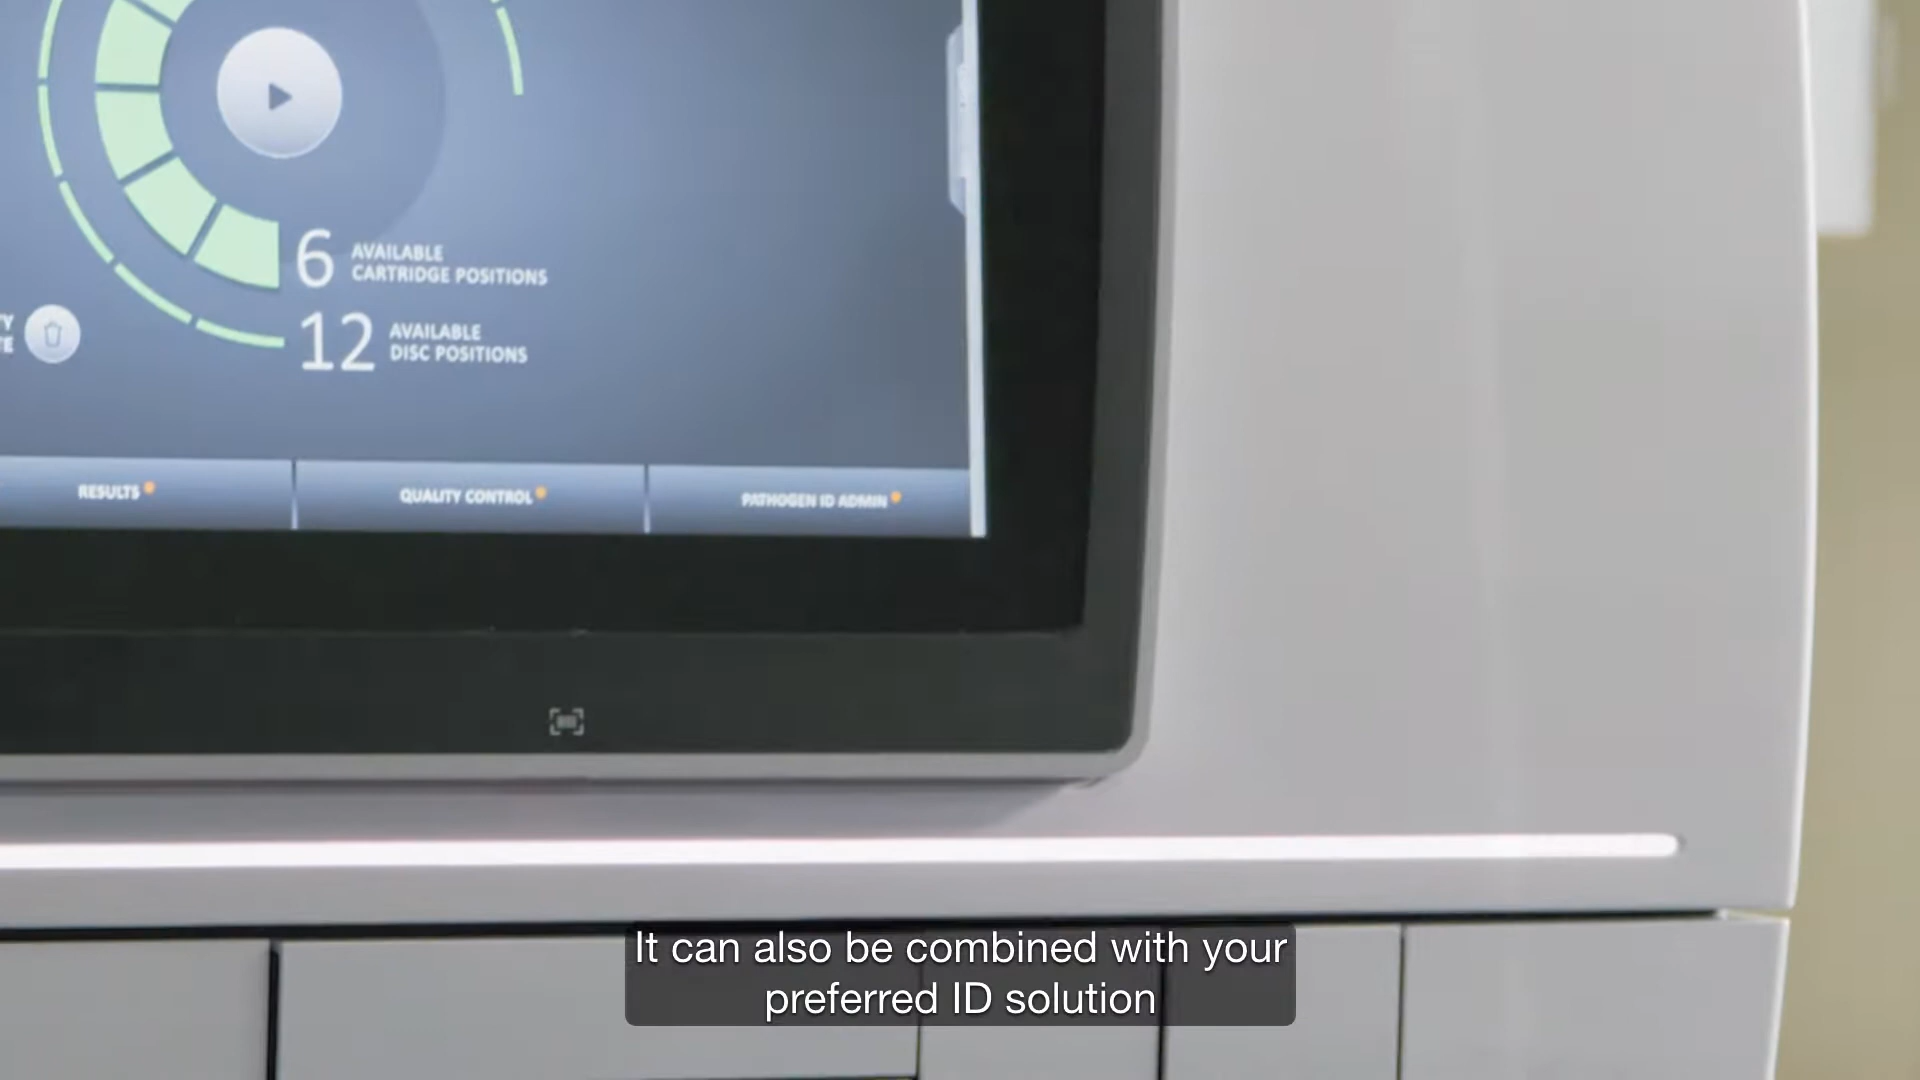 6 AVAILABLE
CARTRIDGE POSITIONS
12 AVAILABLE
DISC POSITIONS
RESULTS
QUALITY CONTROL
PATHOGEN ID ADMIN
It can also be combined with your
preferred ID solution